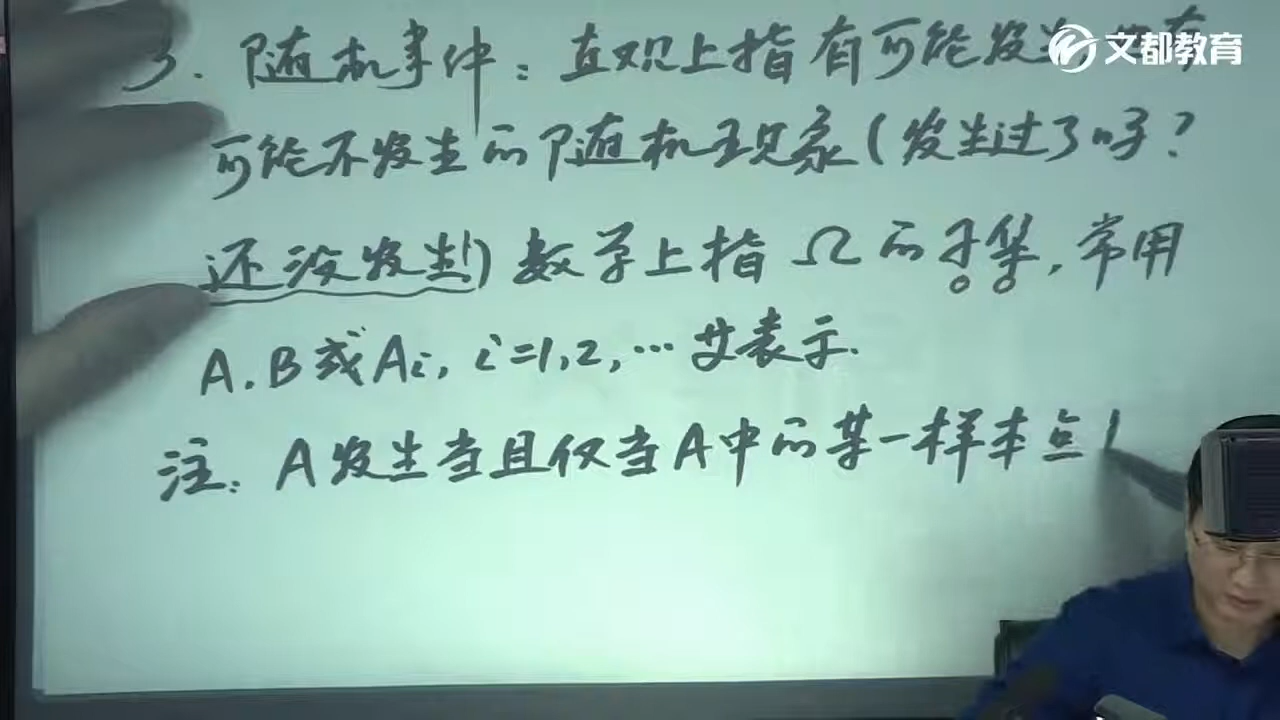 3. 随机事件：直观上指有可能发生 有
文都教育
可能不发生的随机现象(发生过了吗？
还没发生!)数学上指 Ω 的子集,常用
A.B或Ai, i=1,2,…等表示.
注: A发生当且仅当A中的某一样本点